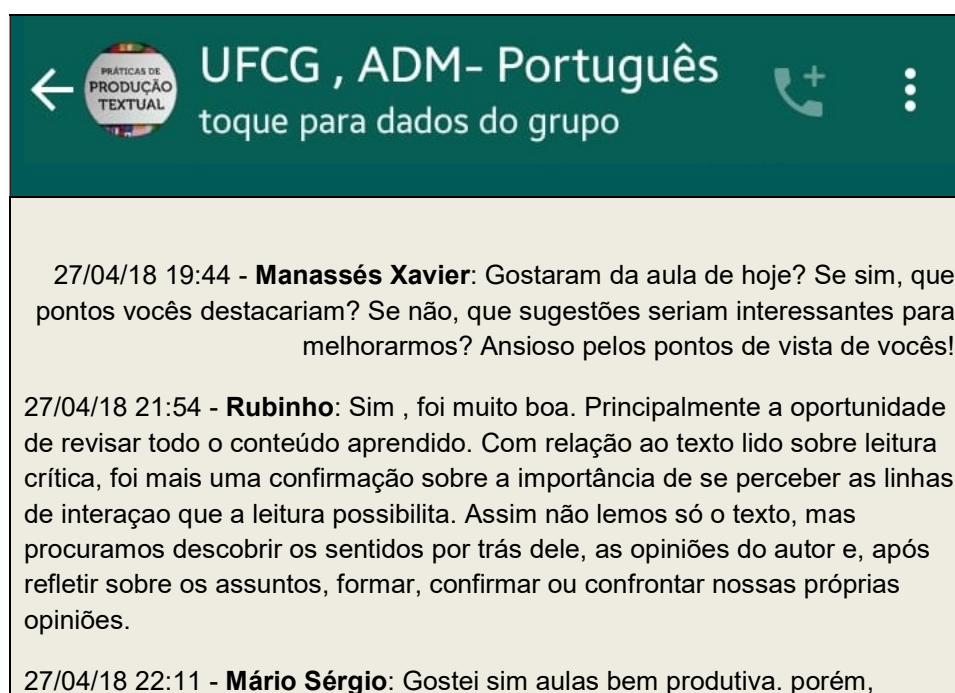 PRÁTICAS DE
PRODUÇÃO
TEXTUAL
UFCG , ADM- Português
toque para dados do grupo
27/04/18 19:44 - Manassés Xavier: Gostaram da aula de hoje? Se sim, que
pontos vocês destacariam? Se não, que sugestões seriam interessantes para
melhorarmos? Ansioso pelos pontos de vista de vocês!
27/04/18 21:54 - Rubinho: Sim , foi muito boa. Principalmente a oportunidade
de revisar todo o conteúdo aprendido. Com relação ao texto lido sobre leitura
crítica, foi mais uma confirmação sobre a importância de se perceber as linhas
de interaçao que a leitura possibilita. Assim não lemos só o texto, mas
procuramos descobrir os sentidos por trás dele, as opiniões do autor e, após
refletir sobre os assuntos, formar, confirmar ou confrontar nossas próprias
opiniões.
27/04/18 22:11 - Mário Sérgio: Gostei sim aulas bem produtiva. porém,